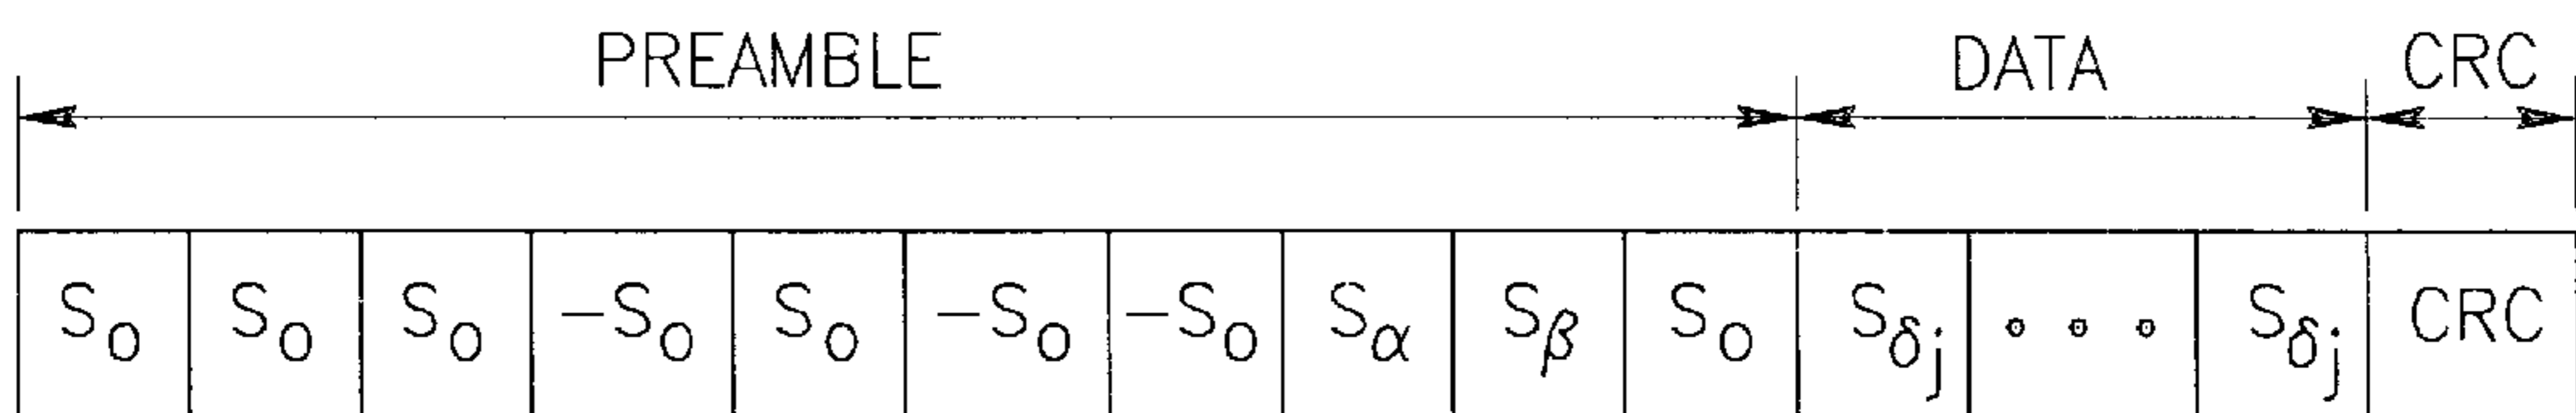 PREAMBLE DATA CRC
S₀ S₀ S₀ −S₀ S₀ −S₀ −S₀ Sα Sβ S₀ Sδj ∘ ∘ ∘ Sδj CRC